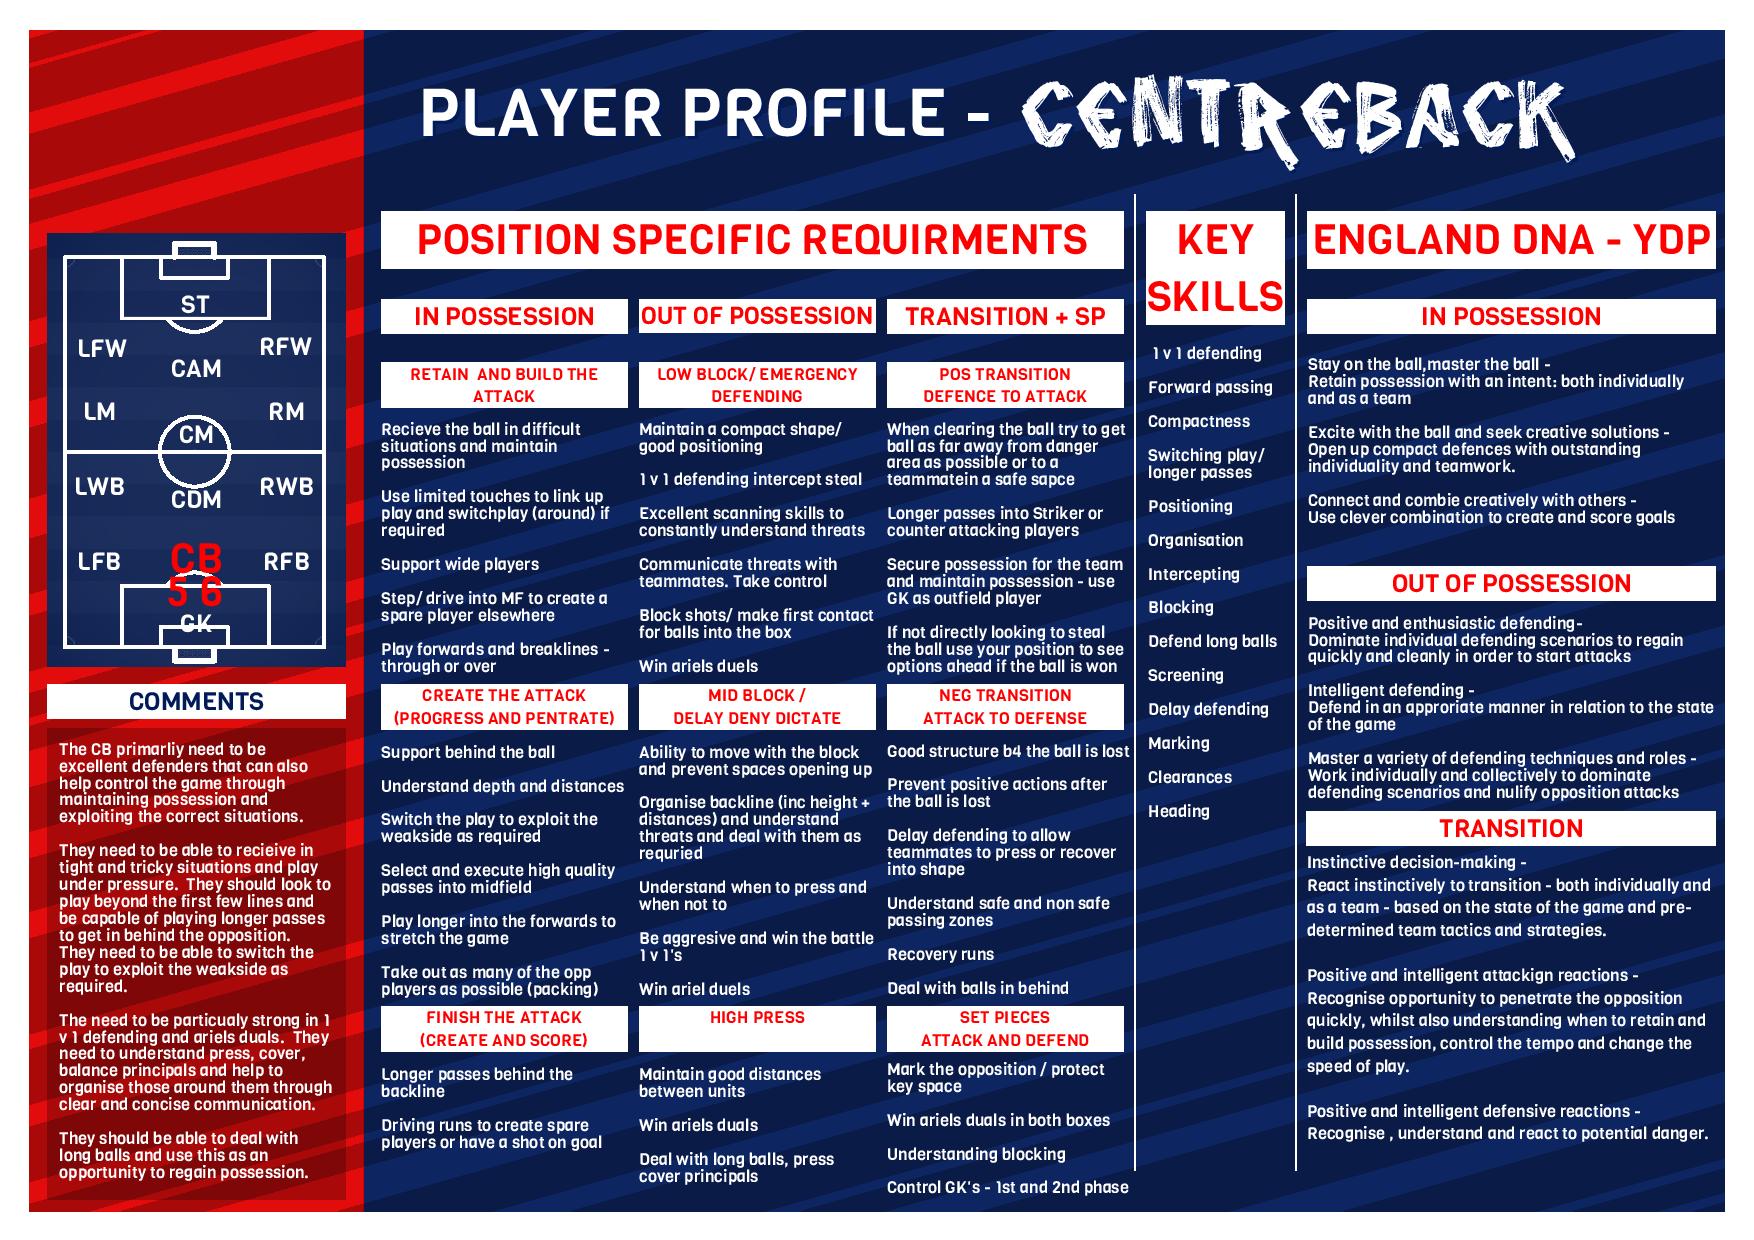 PLAYER PROFILE - CENTREBACK
ST
LFW
RFW
CAM
LM
RM
CM
LWB
RWB
CDM
LFB
CB
RFB
5 6
GK
COMMENTS
The CB primarliy need to be
excellent defenders that can also
help control the game through
maintaining possession and
exploiting the correct situations.
They need to be able to recieive in
tight and tricky situations and play
under pressure. They should look to
play beyond the first few lines and
be capable of playing longer passes
to get in behind the opposition.
They need to be able to switch the
play to exploit the weakside as
required.
The need to be particualy strong in 1
v 1 defending and ariels duals. They
need to understand press, cover,
balance principals and help to
organise those around them through
clear and concise communication.
They should be able to deal with
long balls and use this as an
opportunity to regain possession.
POSITION SPECIFIC REQUIRMENTS
IN POSSESSION
RETAIN AND BUILD THE
ATTACK
Recieve the ball in difficult
situations and maintain
possession
Use limited touches to link up
play and switchplay (around) if
required
Support wide players
Step/ drive into MF to create a
spare player elsewhere
Play forwards and breaklines -
through or over
CREATE THE ATTACK
(PROGRESS AND PENTRATE)
Support behind the ball
Understand depth and distances
Switch the play to exploit the
weakside as required
Select and execute high quality
passes into midfield
Play longer into the forwards to
stretch the game
Take out as many of the opp
players as possible (packing)
FINISH THE ATTACK
(CREATE AND SCORE)
Longer passes behind the
backline
Driving runs to create spare
players or have a shot on goal
OUT OF POSSESSION
LOW BLOCK/ EMERGENCY
DEFENDING
Maintain a compact shape/
good positioning
1 v 1 defending intercept steal
Excellent scanning skills to
constantly understand threats
Communicate threats with
teammates. Take control
Block shots/ make first contact
for balls into the box
Win ariels duels
MID BLOCK /
DELAY DENY DICTATE
Ability to move with the block
and prevent spaces opening up
Organise backline (inc height +
distances) and understand
threats and deal with them as
requried
Understand when to press and
when not to
Be aggresive and win the battle
1 v 1's
Win ariel duels
HIGH PRESS
Maintain good distances
between units
Win ariels duals
Deal with long balls, press
cover principals
TRANSITION + SP
POS TRANSITION
DEFENCE TO ATTACK
When clearing the ball try to get
ball as far away from danger
area as possible or to a
teammatein a safe sapce
Longer passes into Striker or
counter attacking players
Secure possession for the team
and maintain possession - use
GK as outfield player
If not directly looking to steal
the ball use your position to see
options ahead if the ball is won
NEG TRANSITION
ATTACK TO DEFENSE
Good structure b4 the ball is lost
Prevent positive actions after
the ball is lost
Delay defending to allow
teammates to press or recover
into shape
Understand safe and non safe
passing zones
Recovery runs
Deal with balls in behind
SET PIECES
ATTACK AND DEFEND
Mark the opposition / protect
key space
Win ariels duals in both boxes
Understanding blocking
Control GK's - 1st and 2nd phase
KEY
SKILLS
1 v 1 defending
Forward passing
Compactness
Switching play/
longer passes
Positioning
Organisation
Intercepting
Blocking
Defend long balls
Screening
Delay defending
Marking
Clearances
Heading
ENGLAND DNA - YDP
IN POSSESSION
Stay on the ball,master the ball -
Retain possession with an intent: both individually
and as a team
Excite with the ball and seek creative solutions -
Open up compact defences with outstanding
individuality and teamwork.
Connect and combie creatively with others -
Use clever combination to create and score goals
OUT OF POSSESSION
Positive and enthusiastic defending-
Dominate individual defending scenarios to regain
quickly and cleanly in order to start attacks
Intelligent defending -
Defend in an approriate manner in relation to the state
of the game
Master a variety of defending techniques and roles -
Work individually and collectively to dominate
defending scenarios and nulify opposition attacks
TRANSITION
Instinctive decision-making -
React instinctively to transition - both individually and
as a team - based on the state of the game and pre-
determined team tactics and strategies.
Positive and intelligent attackign reactions -
Recognise opportunity to penetrate the opposition
quickly, whilst also understanding when to retain and
build possession, control the tempo and change the
speed of play.
Positive and intelligent defensive reactions -
Recognise , understand and react to potential danger.